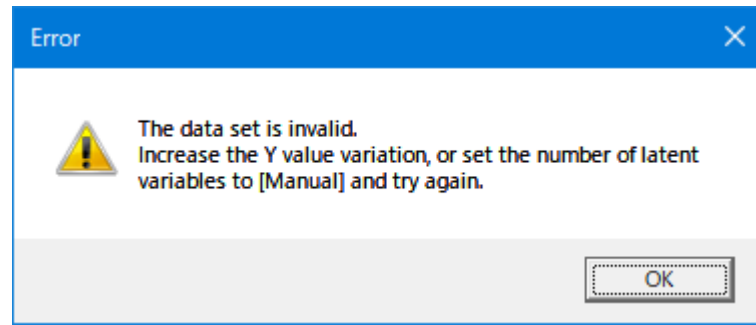 Error
The data set is invalid.
Increase the Y value variation, or set the number of latent
variables to [Manual] and try again.
OK